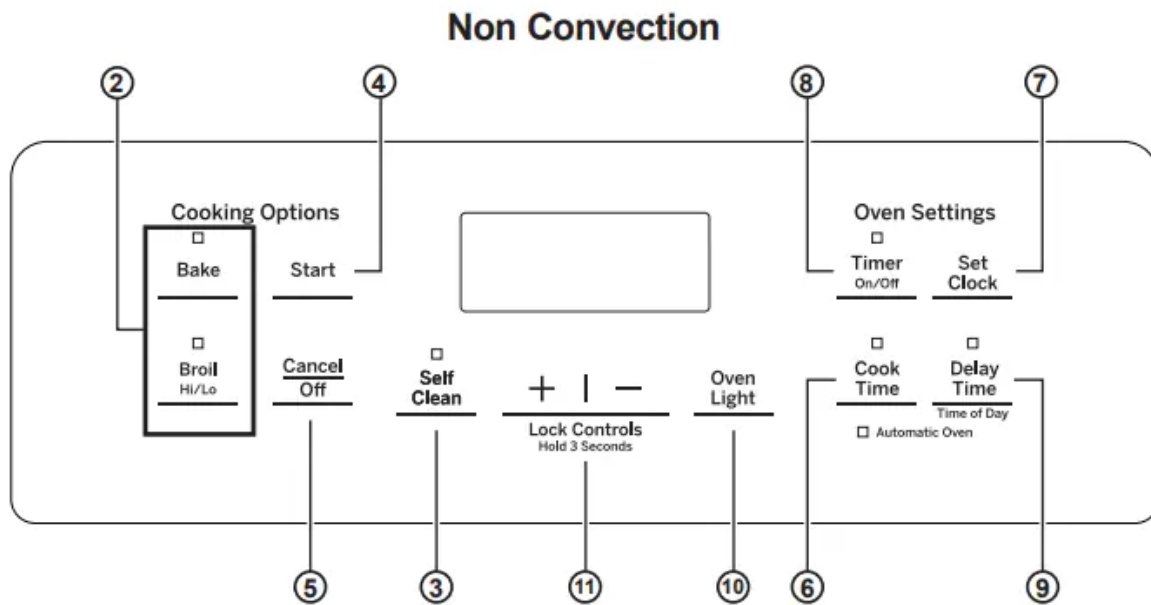 Non Convection
2
4
8
7
Cooking Options
Oven Settings
Bake
Start
Timer
On/Off
Set
Clock
Broil
Hi/Lo
Cancel
Off
Self
Clean
+ | −
Lock Controls
Hold 3 Seconds
Oven
Light
Cook
Time
Delay
Time
Time of Day
Automatic Oven
5
3
11
10
6
9